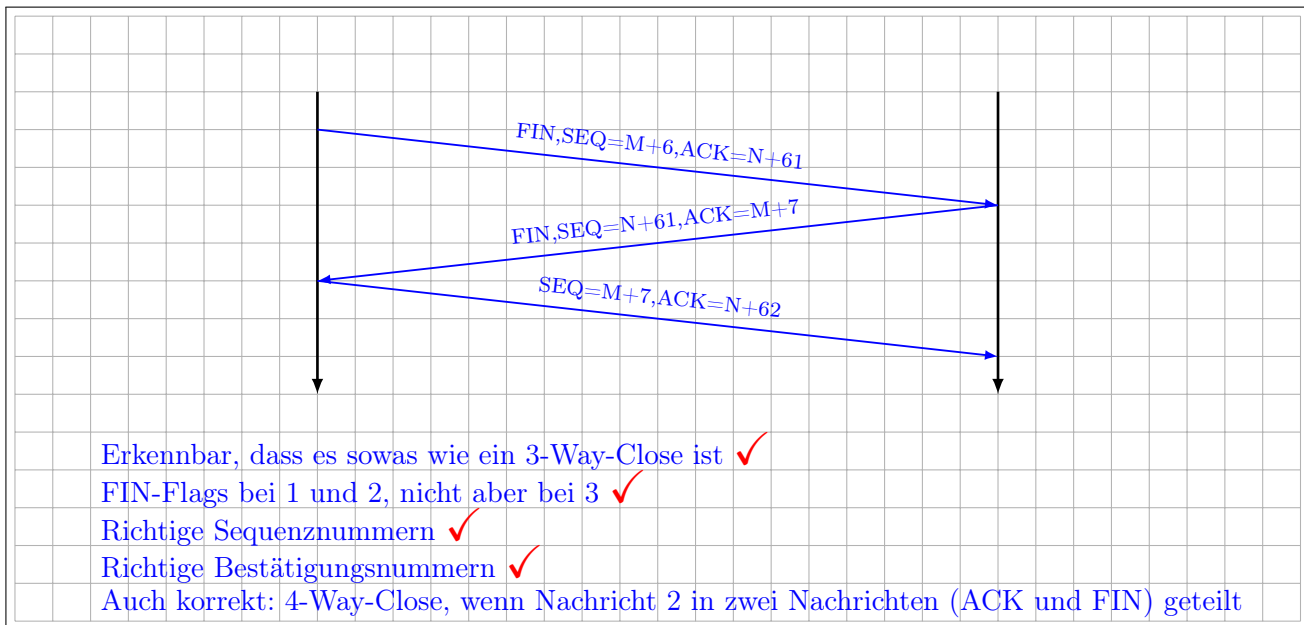 FIN,SEQ=M+6,ACK=N+61
FIN,SEQ=N+61,ACK=M+7
SEQ=M+7,ACK=N+62
Erkennbar, dass es sowas wie ein 3-Way-Close ist ✓
FIN-Flags bei 1 und 2, nicht aber bei 3 ✓
Richtige Sequenznummern ✓
Richtige Bestätigungsnummern ✓
Auch korrekt: 4-Way-Close, wenn Nachricht 2 in zwei Nachrichten (ACK und FIN) geteilt